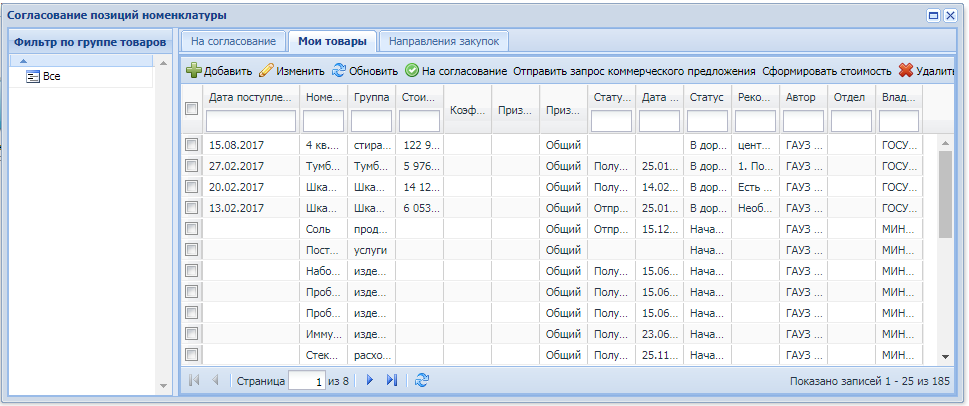 Согласование позиций номенклатуры
Фильтр по группе товаров
Все
На согласование Мои товары Направления закупок
Добавить Изменить Обновить На согласование Отправить запрос коммерческого предложения Сформировать стоимость Удалить
Дата поступле... Номе... Группа Стои... Коэф... Приз... Приз... Стату... Дата ... Статус Реко... Автор Отдел Влад...
15.08.2017 4 кв.... стира... 122 9... Общий В дор... цент... ГАУЗ ... ГОСУ...
27.02.2017 Тумб... Тумб... 5 976... Общий Полу... 25.01... В дор... 1. По... ГАУЗ ... ГОСУ...
20.02.2017 Шка... Шка... 14 12... Общий Полу... 14.02... В дор... Есть ... ГАУЗ ... ГОСУ...
13.02.2017 Шка... Шка... 6 053... Общий Отпр... 25.01... В дор... Необ... ГАУЗ ... ГОСУ...
Соль прод... Общий Отпр... 15.12... Нача... ГАУЗ ... МИН...
Пост... услуги Общий Нача... ГАУЗ ... МИН...
Набо... изде... Общий Полу... 15.06... Нача... ГАУЗ ... МИН...
Проб... изде... Общий Полу... 15.06... Нача... ГАУЗ ... МИН...
Проб... изде... Общий Полу... 15.06... Нача... ГАУЗ ... МИН...
Имму... изде... Общий Полу... 23.06... Нача... ГАУЗ ... МИН...
Стек... расхо... Общий Полу... 25.11... Нача... ГАУЗ ... МИН...
Страница 1 из 8 Показано записей 1 - 25 из 185